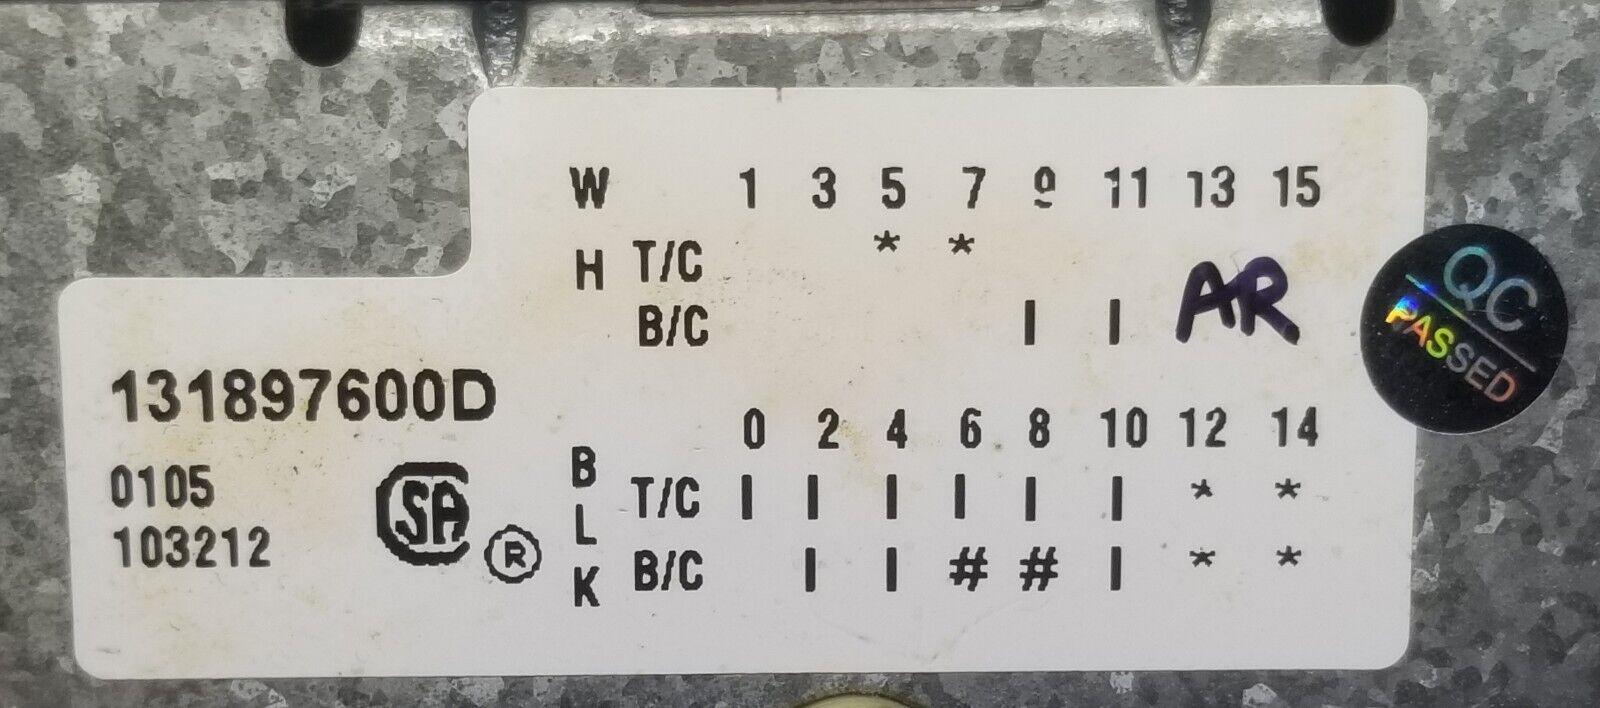 W 1 3 5 7 9 11 13 15
H T/C * *
B/C | | AR
131897600D
0105
103212
CSA ®
0 2 4 6 8 10 12 14
B L K
T/C | | | | | | * *
B/C | | # # | * *
QC
PASSED